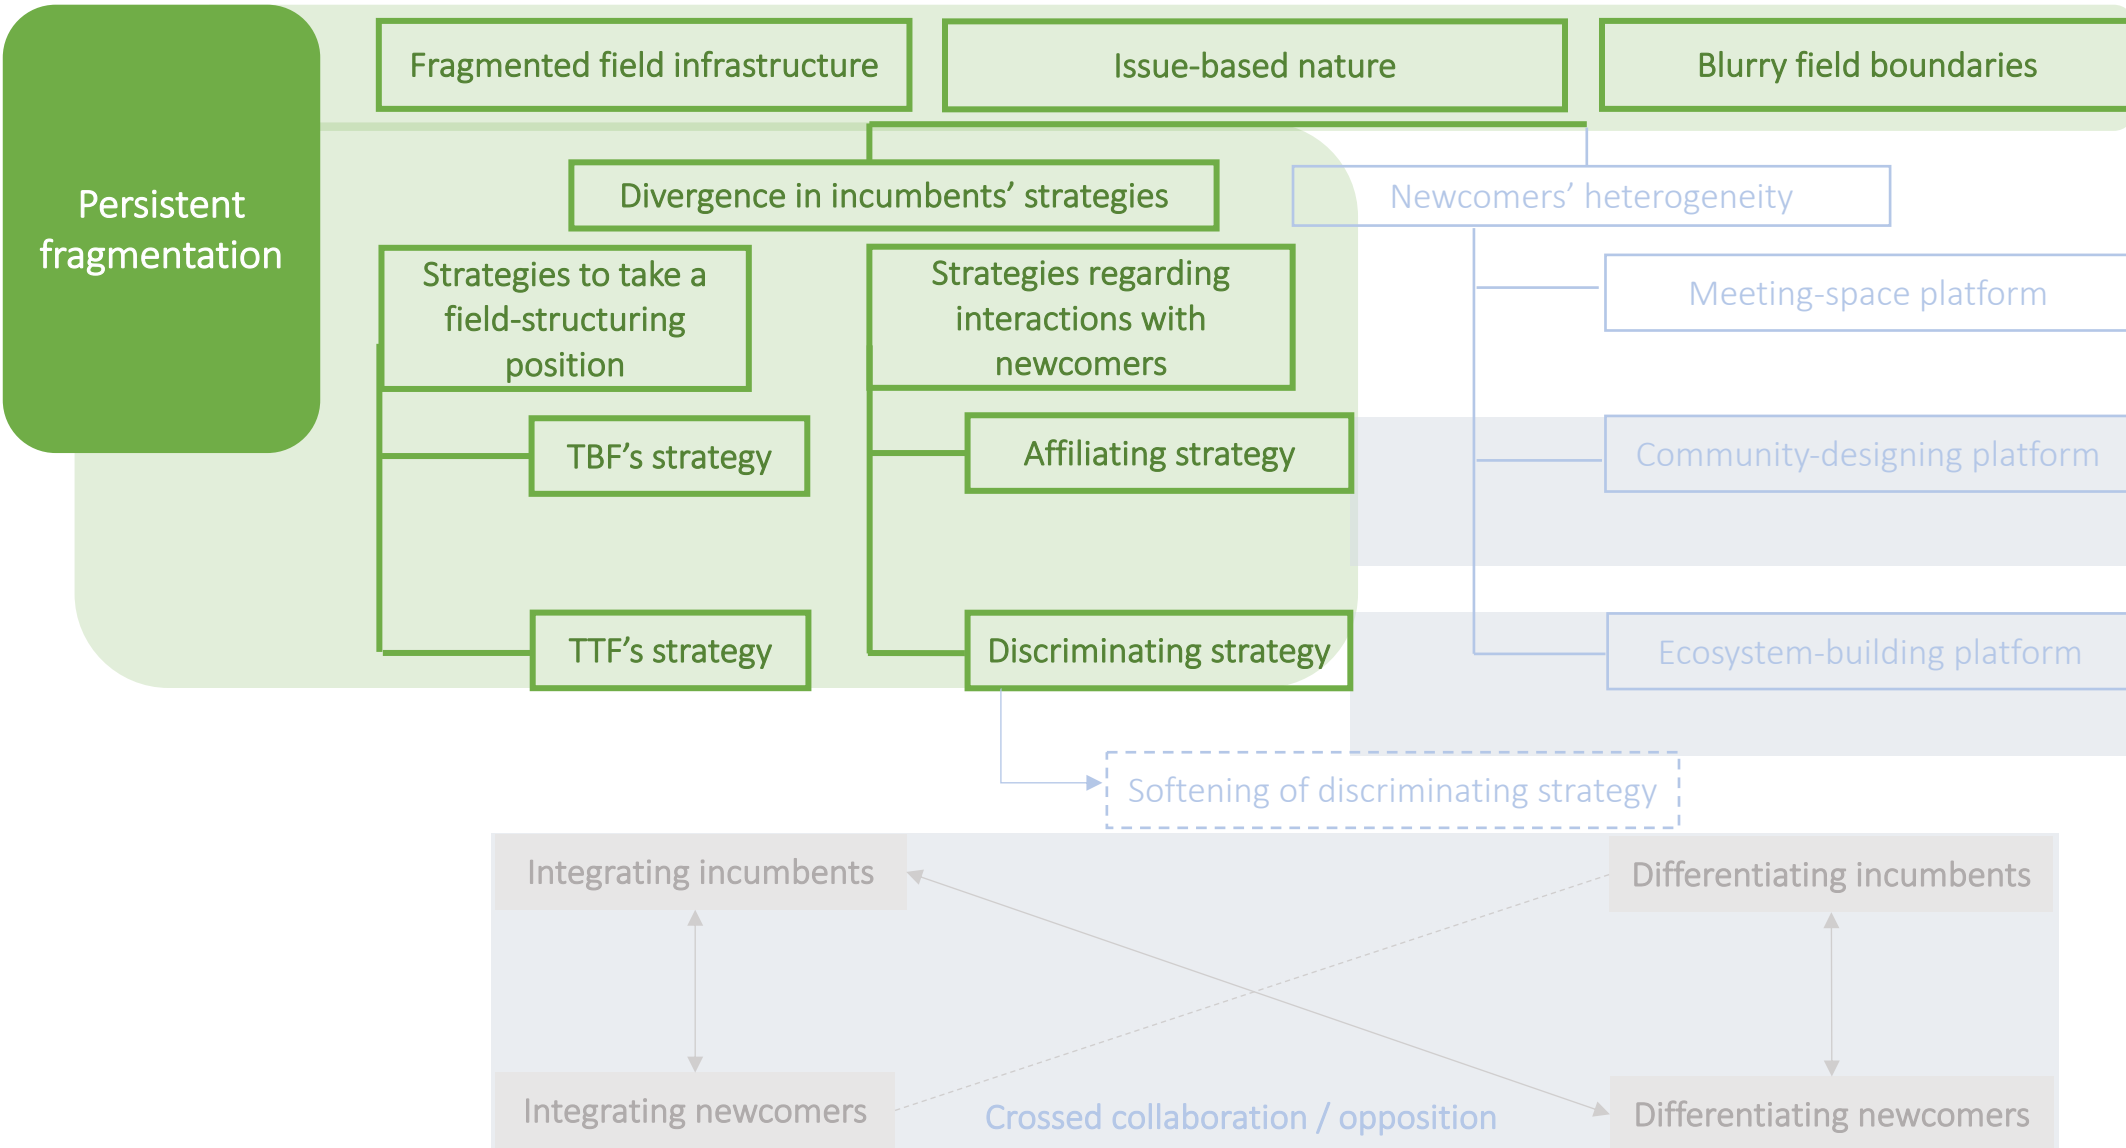 Fragmented field infrastructure
Issue-based nature
Blurry field boundaries
Persistent
fragmentation
Divergence in incumbents’ strategies
Newcomers’ heterogeneity
Strategies to take a
field-structuring
position
Strategies regarding
interactions with
newcomers
Meeting-space platform
TBF’s strategy
Affiliating strategy
Community-designing platform
TTF’s strategy
Discriminating strategy
Ecosystem-building platform
Softening of discriminating strategy
Integrating incumbents
Differentiating incumbents
Integrating newcomers
Crossed collaboration / opposition
Differentiating newcomers